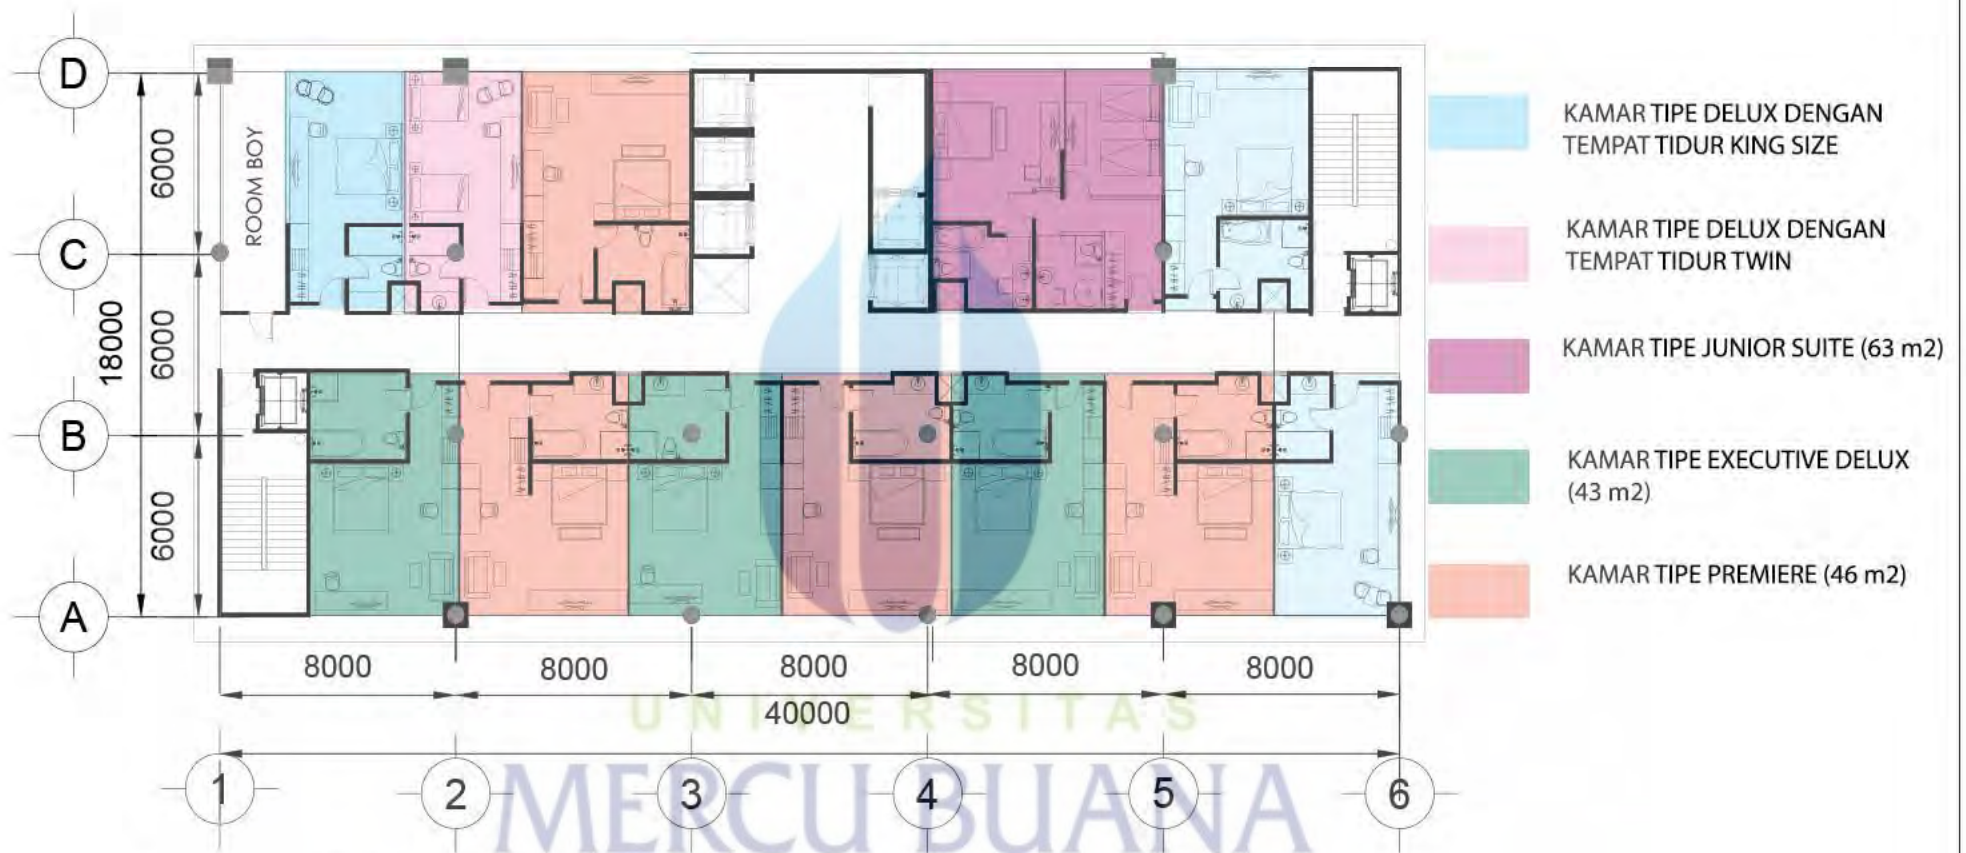 D
C
B
A
6000
6000
6000
18000
ROOM BOY
KAMAR TIPE DELUX DENGAN
TEMPAT TIDUR KING SIZE
KAMAR TIPE DELUX DENGAN
TEMPAT TIDUR TWIN
KAMAR TIPE JUNIOR SUITE (63 m2)
KAMAR TIPE EXECUTIVE DELUX
(43 m2)
KAMAR TIPE PREMIERE (46 m2)
8000
8000
8000
8000
8000
40000
1
2
3
4
5
6
UNIVERSITAS
MERCU BUANA